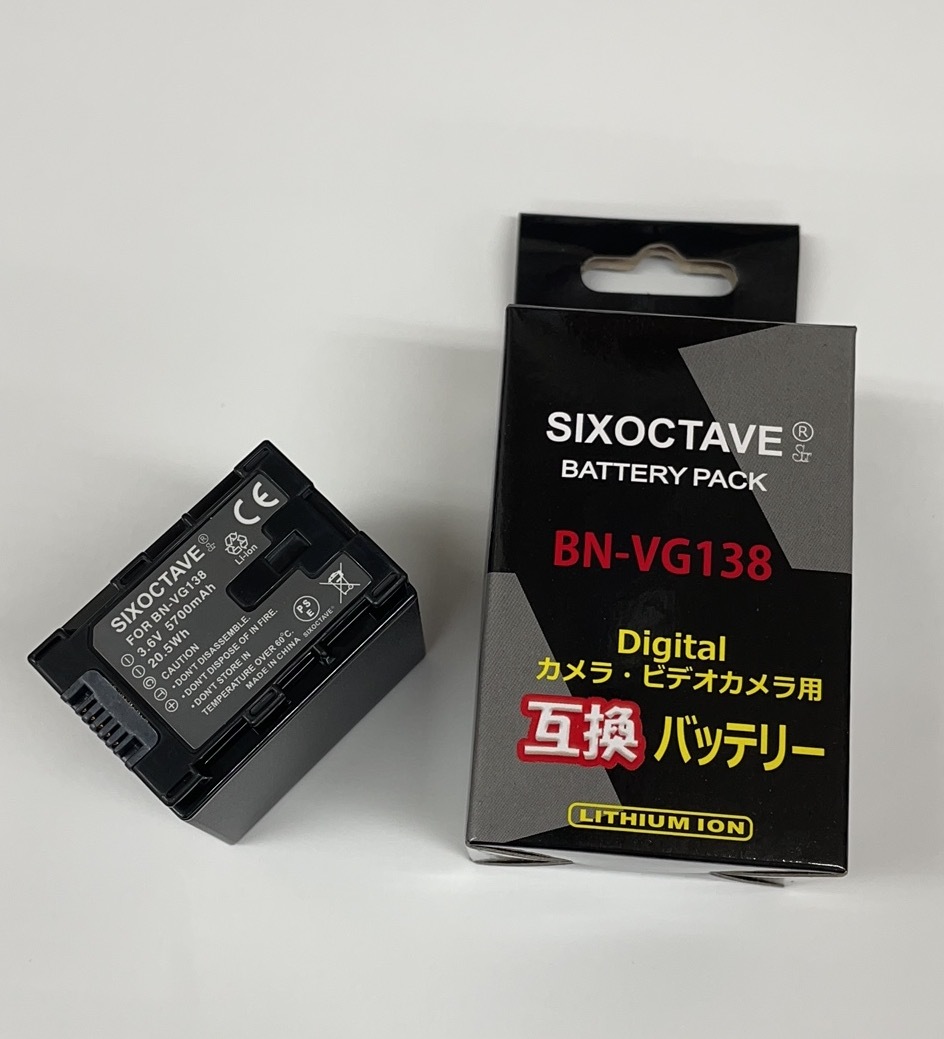 SIXOCTAVE ®
BATTERY PACK
BN-VG138
Digital
カメラ・ビデオカメラ用
互換 バッテリー
LITHIUM ION
CE
SIXOCTAVE ®
FOR BN-VG138
3.6V 5700mAh
20.5Wh
Li-ion
CAUTION
・DON'T DISASSEMBLE.
・DON'T DISPOSE OF IN FIRE.
・DON'T STORE IN
TEMPERATURE OVER 60°C.
MADE IN CHINA SIXOCTAVE
PSE